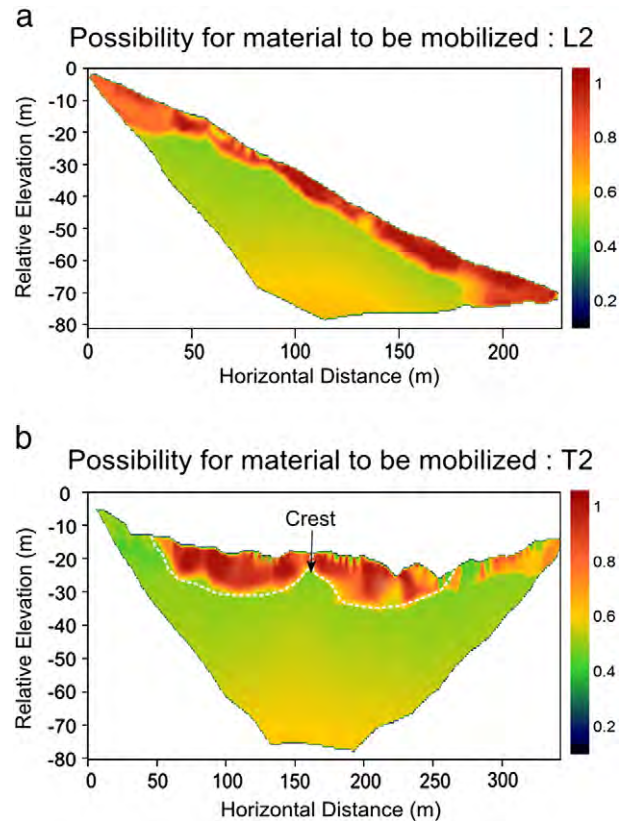 a
Possibility for material to be mobilized : L2
0
-10
-20
-30
-40
-50
-60
-70
-80
Relative Elevation (m)
0 50 100 150 200
Horizontal Distance (m)
1
0.8
0.6
0.4
0.2
b
Possibility for material to be mobilized : T2
Crest
0
-10
-20
-30
-40
-50
-60
-70
-80
Relative Elevation (m)
0 50 100 150 200 250 300
Horizontal Distance (m)
1
0.8
0.6
0.4
0.2